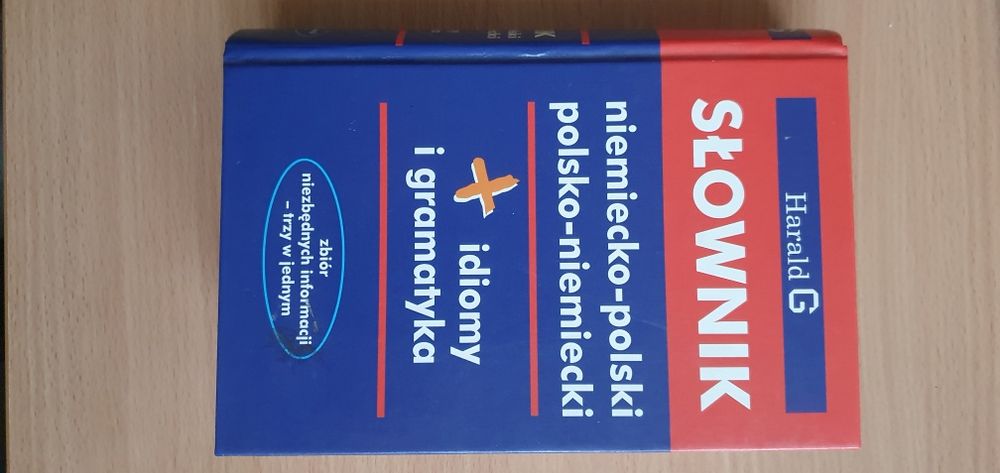 Harald G
SŁOWNIK
niemiecko-polski
polsko-niemiecki
+ idiomy
i gramatyka
zbiór
niezbędnych informacji
– trzy w jednym